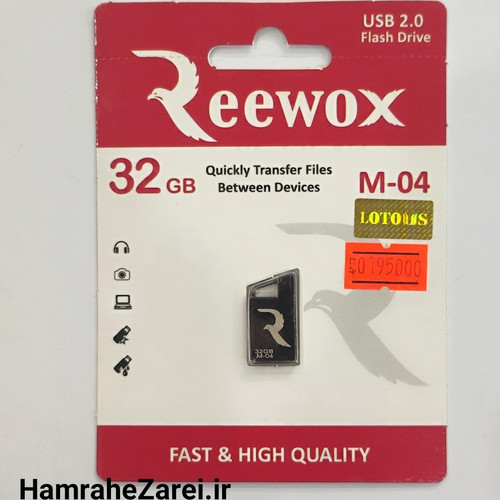 USB 2.0
Flash Drive
Reewox
32 GB
Quickly Transfer Files
Between Devices
M-04
LOTOUS
50195000
32GB
M-04
FAST & HIGH QUALITY
HamraheZarei.ir